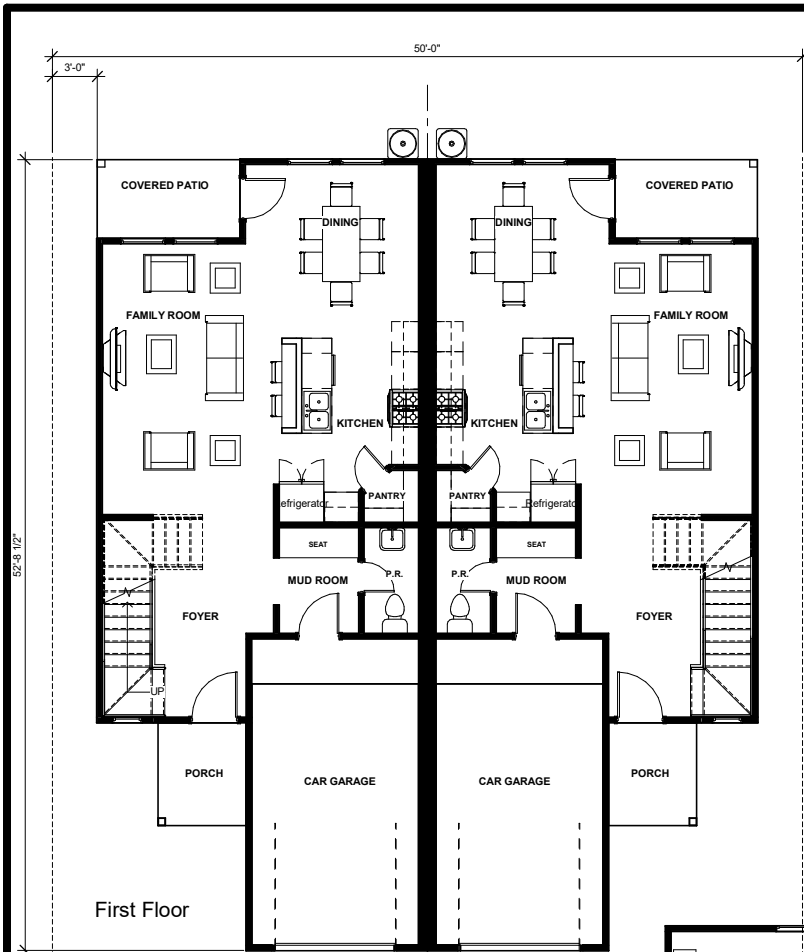 50'-0"
3'-0"
COVERED PATIO
COVERED PATIO
DINING
DINING
FAMILY ROOM
FAMILY ROOM
KITCHEN
KITCHEN
PANTRY
PANTRY
Refrigerator
Refrigerator
52'-8 1/2"
SEAT
SEAT
MUD ROOM
P.R.
P.R.
MUD ROOM
FOYER
FOYER
UP
PORCH
CAR GARAGE
CAR GARAGE
PORCH
First Floor